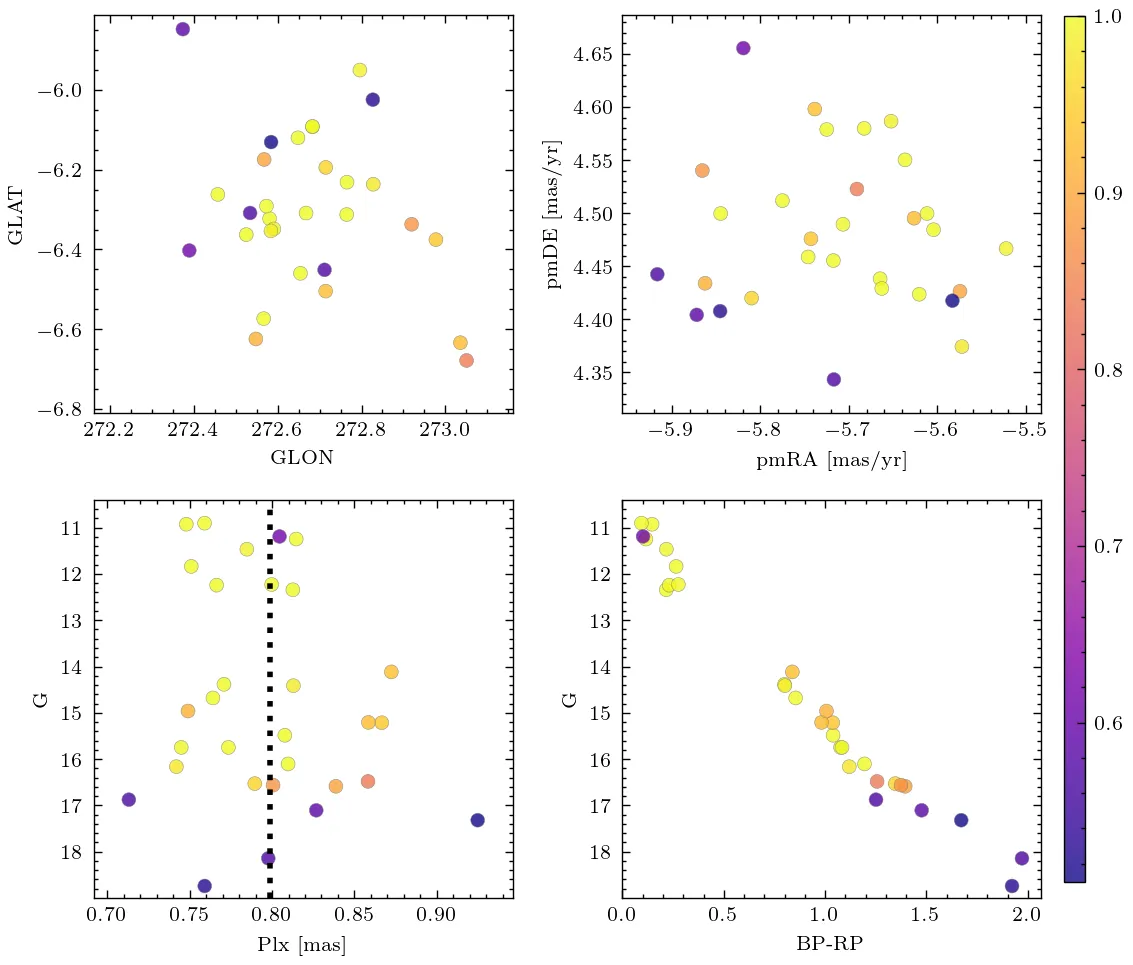 −6.0
−6.2
−6.4
−6.6
−6.8
GLAT
272.2 272.4 272.6 272.8 273.0
GLON
4.65
4.60
4.55
4.50
4.45
4.40
4.35
pmDE [mas/yr]
−5.9 −5.8 −5.7 −5.6 −5.5
pmRA [mas/yr]
1.0
0.9
0.8
0.7
0.6
11
12
13
14
15
16
17
18
G
0.70 0.75 0.80 0.85 0.90
Plx [mas]
11
12
13
14
15
16
17
18
G
0.0 0.5 1.0 1.5 2.0
BP-RP